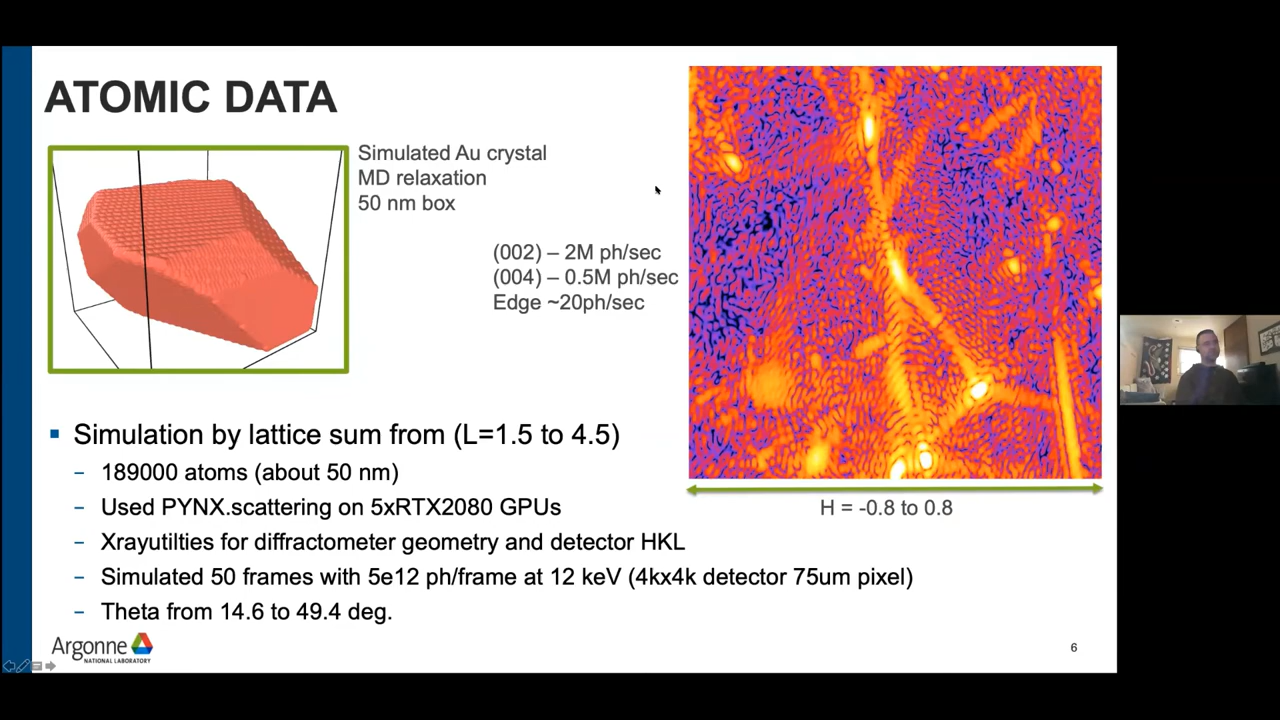 ATOMIC DATA
Simulated Au crystal
MD relaxation
50 nm box
(002) – 2M ph/sec
(004) – 0.5M ph/sec
Edge ~20ph/sec
H = -0.8 to 0.8
Simulation by lattice sum from (L=1.5 to 4.5)
– 189000 atoms (about 50 nm)
– Used PYNX.scattering on 5xRTX2080 GPUs
– Xrayutilties for diffractometer geometry and detector HKL
– Simulated 50 frames with 5e12 ph/frame at 12 keV (4kx4k detector 75um pixel)
– Theta from 14.6 to 49.4 deg.
Argonne
NATIONAL LABORATORY
6